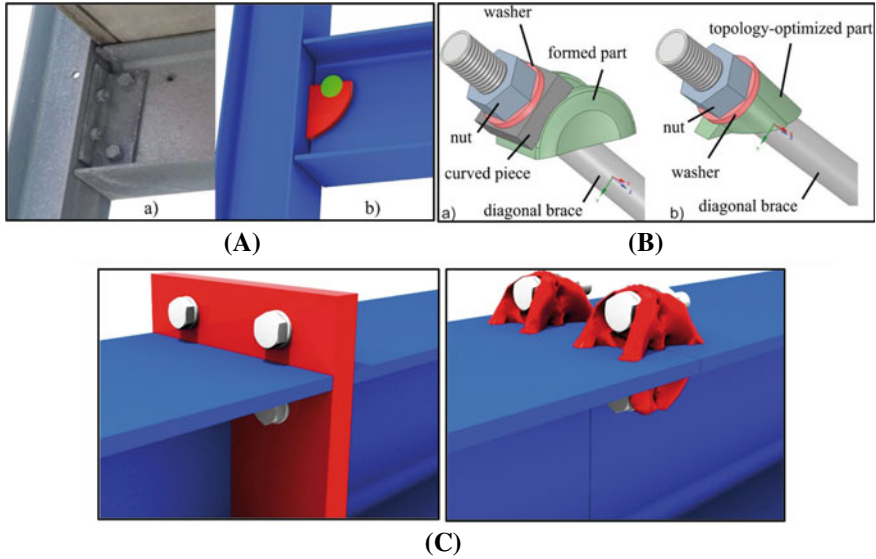 a)
b)
(A)
washer
formed part
nut
curved piece
diagonal brace
a)
topology-optimized part
nut
washer
diagonal brace
b)
(B)
(C)